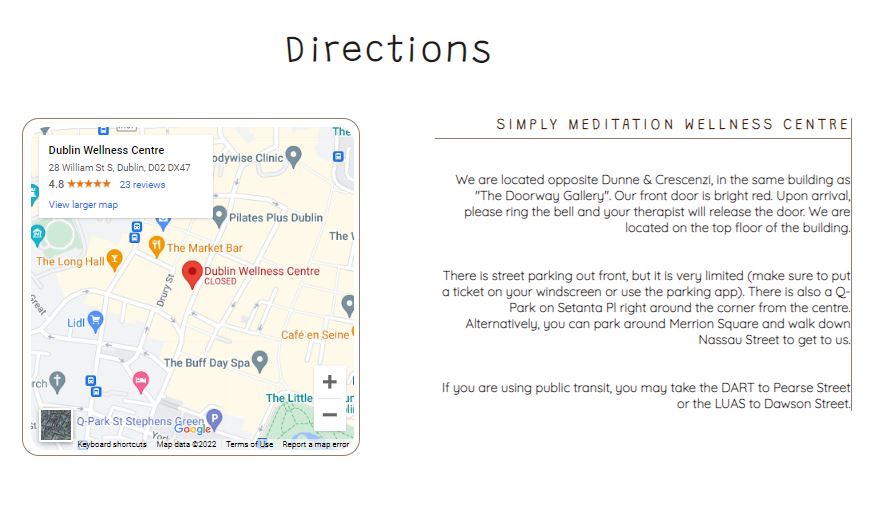 Directions
Dublin Wellness Centre
28 William St S, Dublin, D02 DX47
4.8 ★★★★★ 23 reviews
View larger map
odywise Clinic
Pilates Plus Dublin
The Market Bar
The Long Hall
Dublin Wellness Centre
CLOSED
Drury St
Great
Lidl
Café en Seine
The Buff Day Spa
rch
The Little
Q-Park St Stephens Green
York
Google
Keyboard shortcuts Map data ©2022 Terms of Use Report a map error
SIMPLY MEDITATION WELLNESS CENTRE
We are located opposite Dunne & Crescenzi, in the same building as
"The Doorway Gallery". Our front door is bright red. Upon arrival,
please ring the bell and your therapist will release the door. We are
located on the top floor of the building.
There is street parking out front, but it is very limited (make sure to put
a ticket on your windscreen or use the parking app). There is also a Q-
Park on Setanta Pl right around the corner from the centre.
Alternatively, you can park around Merrion Square and walk down
Nassau Street to get to us.
If you are using public transit, you may take the DART to Pearse Street
or the LUAS to Dawson Street.